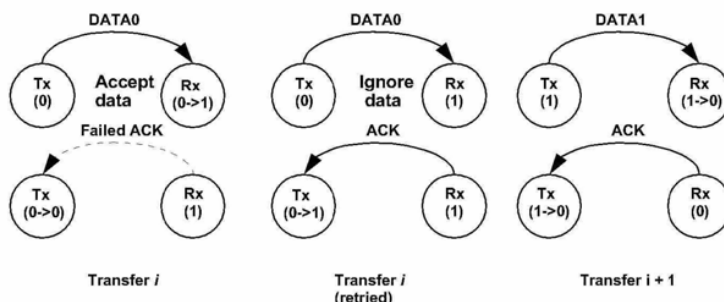 DATA0 DATA0 DATA1
Tx Rx Tx Rx Tx Rx
(0) Accept (0->1) (0) Ignore (1) (1) (1->0)
data data
Failed ACK ACK ACK
Tx Rx Tx Rx Tx Rx
(0->0) (1) (0->1) (1) (1->0) (0)
Transfer i Transfer i Transfer i + 1
(retried)